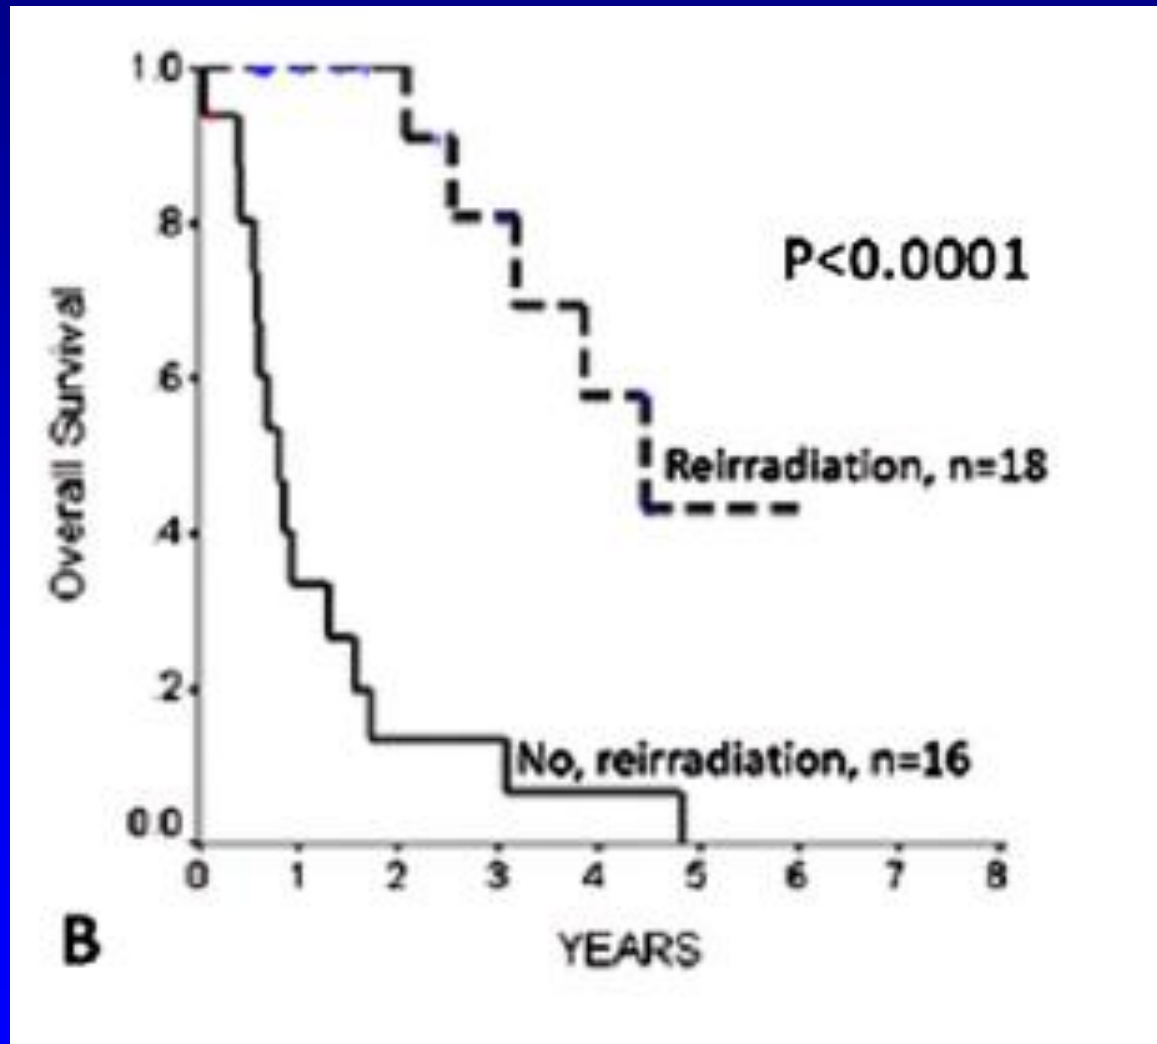 1.0
.8
.6
.4
.2
0.0
Overall Survival
P<0.0001
Reirradiation, n=18
No, reirradiation, n=16
0 1 2 3 4 5 6 7 8
YEARS
B